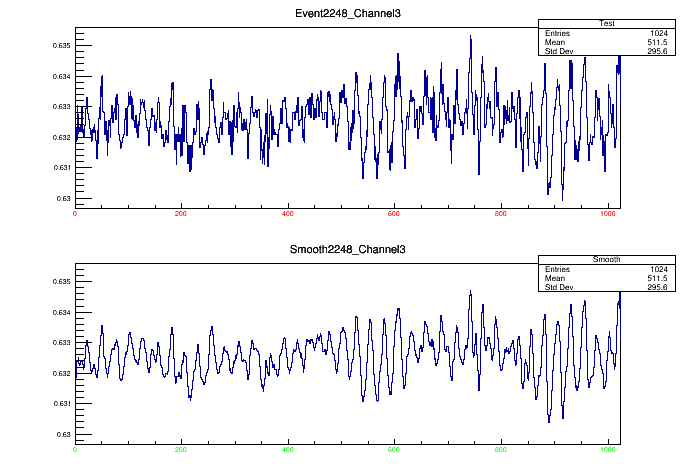 Event2248_Channel3
Test
Entries 1024
Mean 511.5
Std Dev 295.6
0.635
0.634
0.633
0.632
0.631
0.63
0 200 400 600 800 1000
Smooth2248_Channel3
Smooth
Entries 1024
Mean 511.5
Std Dev 295.6
0.635
0.634
0.633
0.632
0.631
0.63
0 200 400 600 800 1000